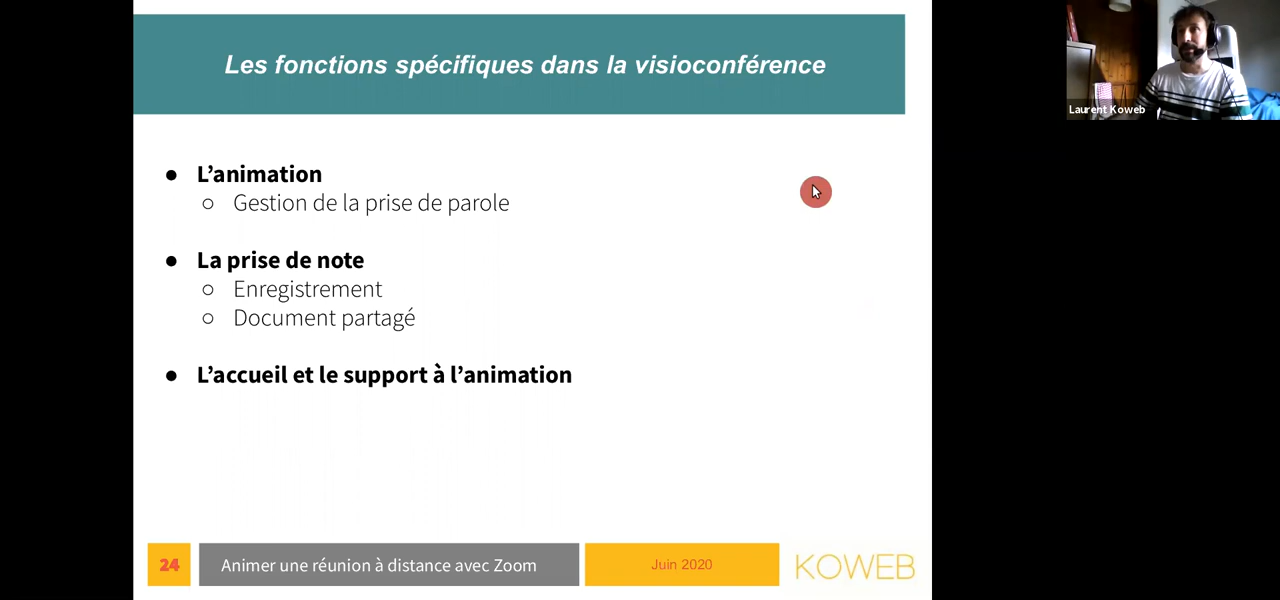 Les fonctions spécifiques dans la visioconférence
Laurent Koweb
● L'animation
○ Gestion de la prise de parole
● La prise de note
○ Enregistrement
○ Document partagé
● L'accueil et le support à l'animation
24
Animer une réunion à distance avec Zoom
Juin 2020
KOWEB